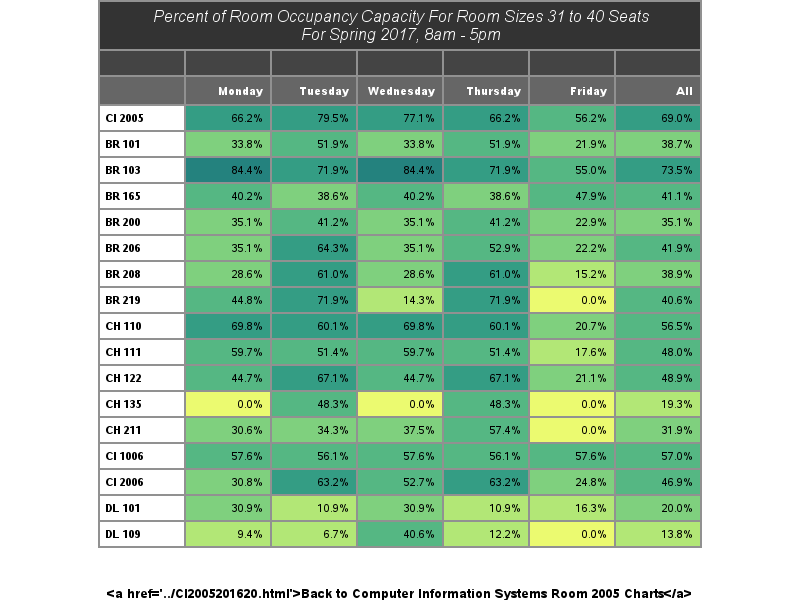 Percent of Room Occupancy Capacity For Room Sizes 31 to 40 Seats
For Spring 2017, 8am - 5pm
Monday Tuesday Wednesday Thursday Friday All
CI 2005 66.2% 79.5% 77.1% 66.2% 56.2% 69.0%
BR 101 33.8% 51.9% 33.8% 51.9% 21.9% 38.7%
BR 103 84.4% 71.9% 84.4% 71.9% 55.0% 73.5%
BR 165 40.2% 38.6% 40.2% 38.6% 47.9% 41.1%
BR 200 35.1% 41.2% 35.1% 41.2% 22.9% 35.1%
BR 206 35.1% 64.3% 35.1% 52.9% 22.2% 41.9%
BR 208 28.6% 61.0% 28.6% 61.0% 15.2% 38.9%
BR 219 44.8% 71.9% 14.3% 71.9% 0.0% 40.6%
CH 110 69.8% 60.1% 69.8% 60.1% 20.7% 56.5%
CH 111 59.7% 51.4% 59.7% 51.4% 17.6% 48.0%
CH 122 44.7% 67.1% 44.7% 67.1% 21.1% 48.9%
CH 135 0.0% 48.3% 0.0% 48.3% 0.0% 19.3%
CH 211 30.6% 34.3% 37.5% 57.4% 0.0% 31.9%
CI 1006 57.6% 56.1% 57.6% 56.1% 57.6% 57.0%
CI 2006 30.8% 63.2% 52.7% 63.2% 24.8% 46.9%
DL 101 30.9% 10.9% 30.9% 10.9% 16.3% 20.0%
DL 109 9.4% 6.7% 40.6% 12.2% 0.0% 13.8%
<a href='../CI2005201620.html'>Back to Computer Information Systems Room 2005 Charts</a>